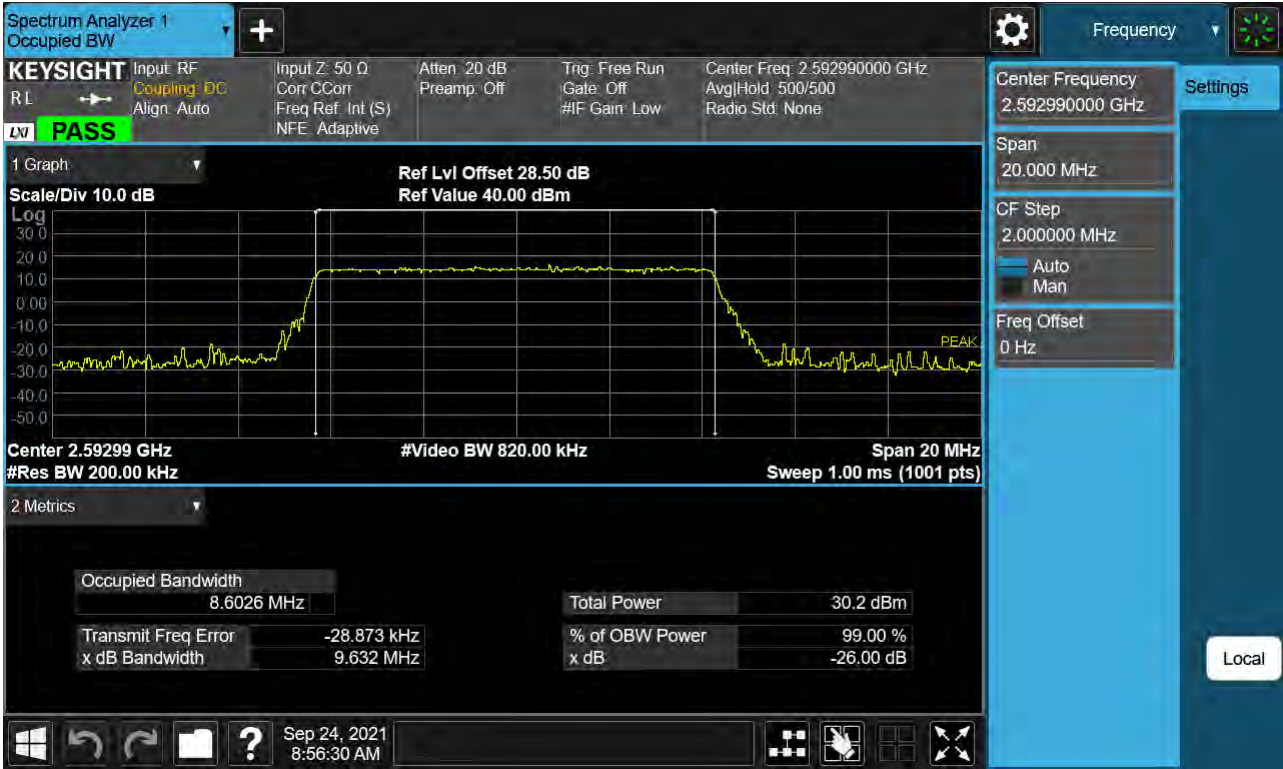 Spectrum Analyzer 1
Occupied BW
+
Frequency
KEYSIGHT
RL
LXI PASS
Input: RF
Coupling: DC
Align: Auto
Input Z: 50 Ω
Corr CCorr
Freq Ref: Int (S)
NFE: Adaptive
Atten: 20 dB
Preamp: Off
Trig: Free Run
Gate: Off
#IF Gain: Low
Center Freq: 2.592990000 GHz
Avg|Hold: 500/500
Radio Std: None
Center Frequency
2.592990000 GHz
Settings
Span
20.000 MHz
CF Step
2.000000 MHz
Auto
Man
Freq Offset
0 Hz
Local
1 Graph
Scale/Div 10.0 dB
Ref Lvl Offset 28.50 dB
Ref Value 40.00 dBm
Log
30.0
20.0
10.0
0.00
-10.0
-20.0
-30.0
-40.0
-50.0
PEAK
Center 2.59299 GHz
#Video BW 820.00 kHz
Span 20 MHz
#Res BW 200.00 kHz
Sweep 1.00 ms (1001 pts)
2 Metrics
Occupied Bandwidth
8.6026 MHz
Total Power 30.2 dBm
Transmit Freq Error -28.873 kHz
% of OBW Power 99.00 %
x dB Bandwidth 9.632 MHz
x dB -26.00 dB
?
Sep 24, 2021
8:56:30 AM